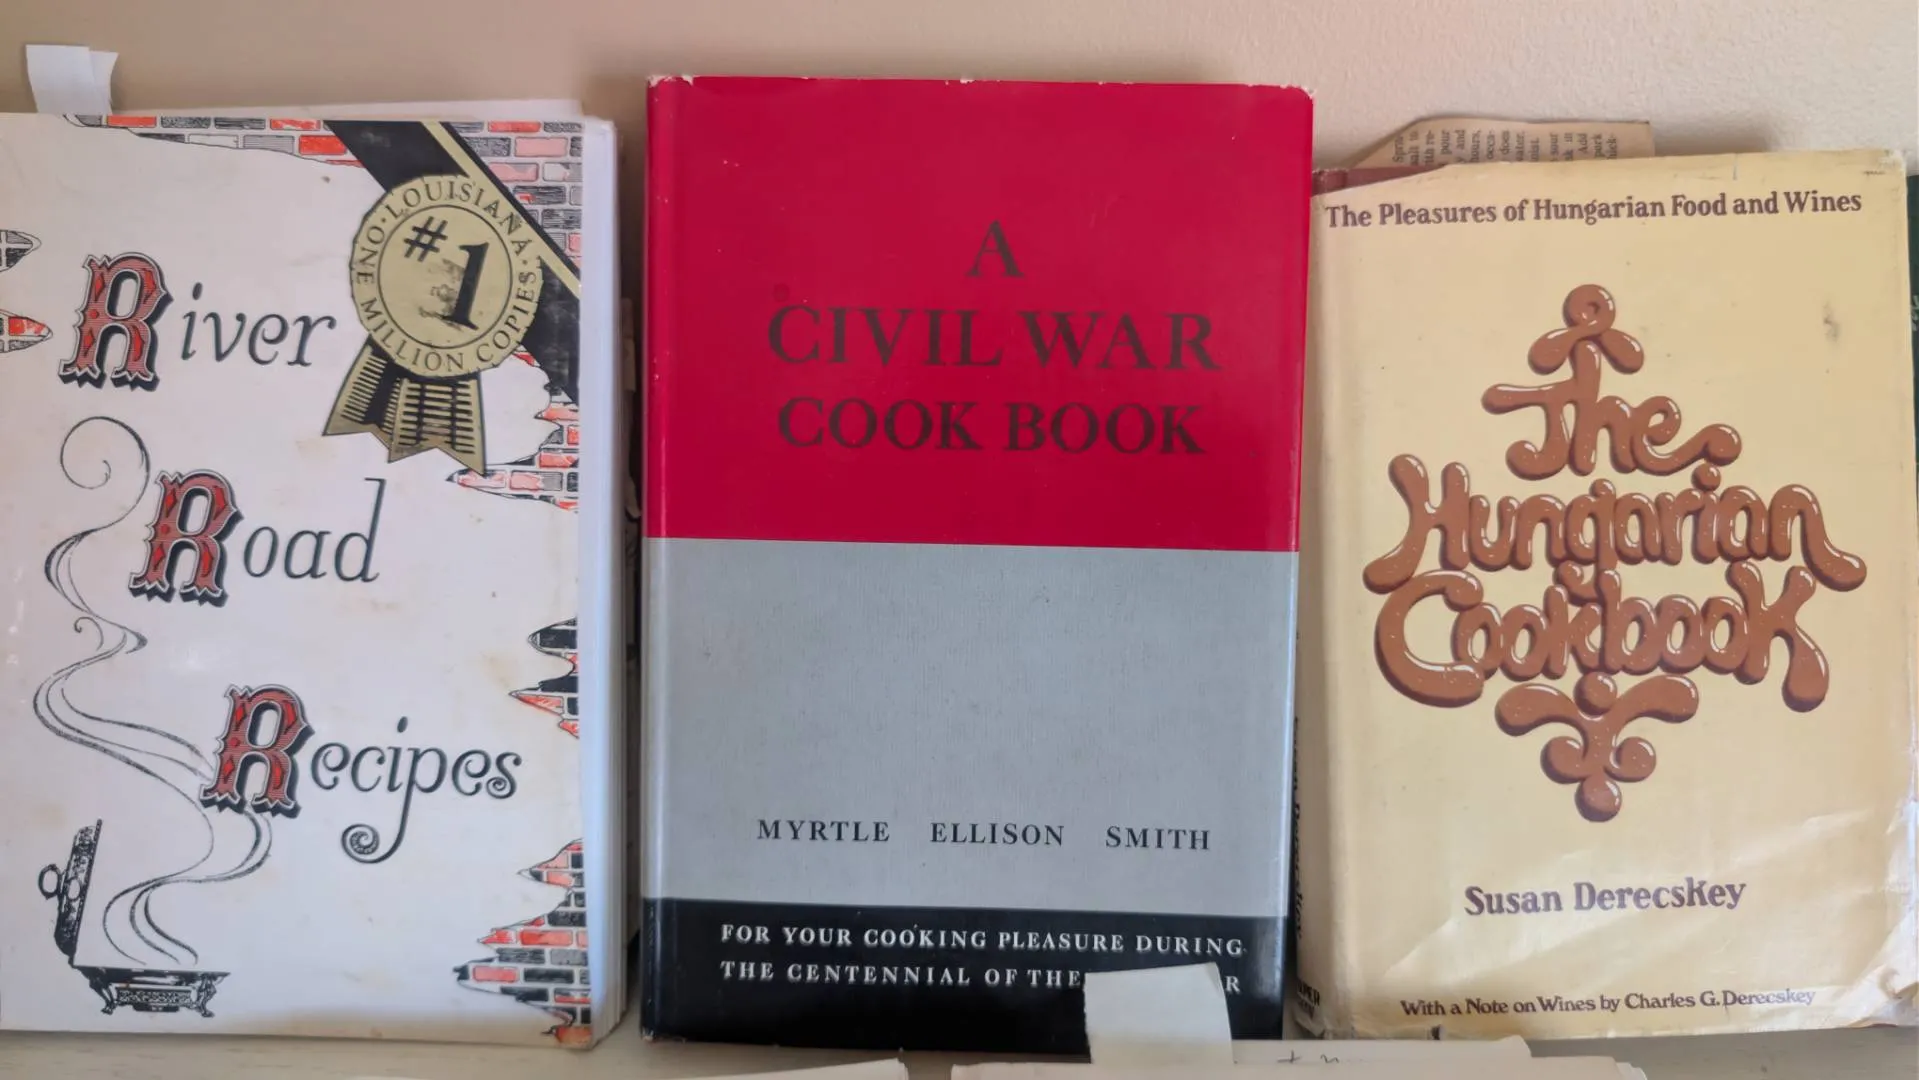 River
Road
Recipes
LOUISIANA
#1
ONE MILLION COPIES
A
CIVIL WAR
COOK BOOK
MYRTLE ELLISON SMITH
FOR YOUR COOKING PLEASURE DURING
THE CENTENNIAL OF THE
The Pleasures of Hungarian Food and Wines
The
Hungarian
Cookbook
Susan Derecskey
With a Note on Wines by Charles G. Derecskey